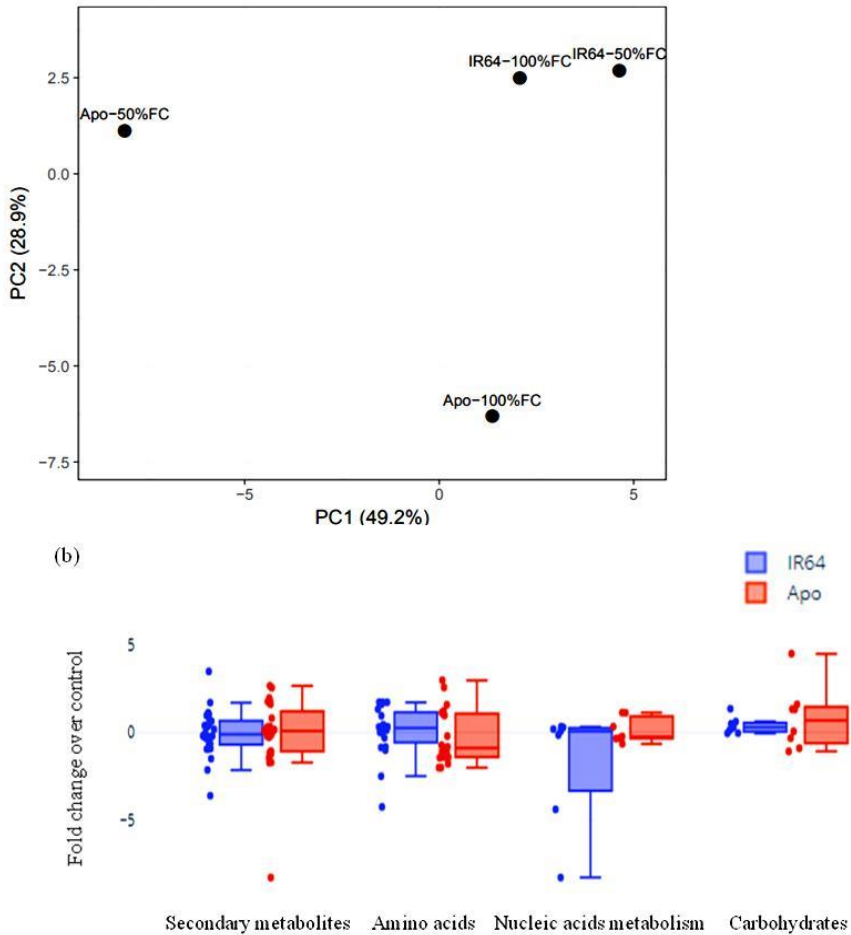 IR64−100%FC IR64−50%FC
2.5
Apo−50%FC
0.0
PC2 (28.9%)
−2.5
−5.0
Apo−100%FC
−7.5
−5 0 5
PC1 (49.2%)
(b)
IR64
Apo
5
Fold change over control
0
−5
Secondary metabolites Amino acids Nucleic acids metabolism Carbohydrates